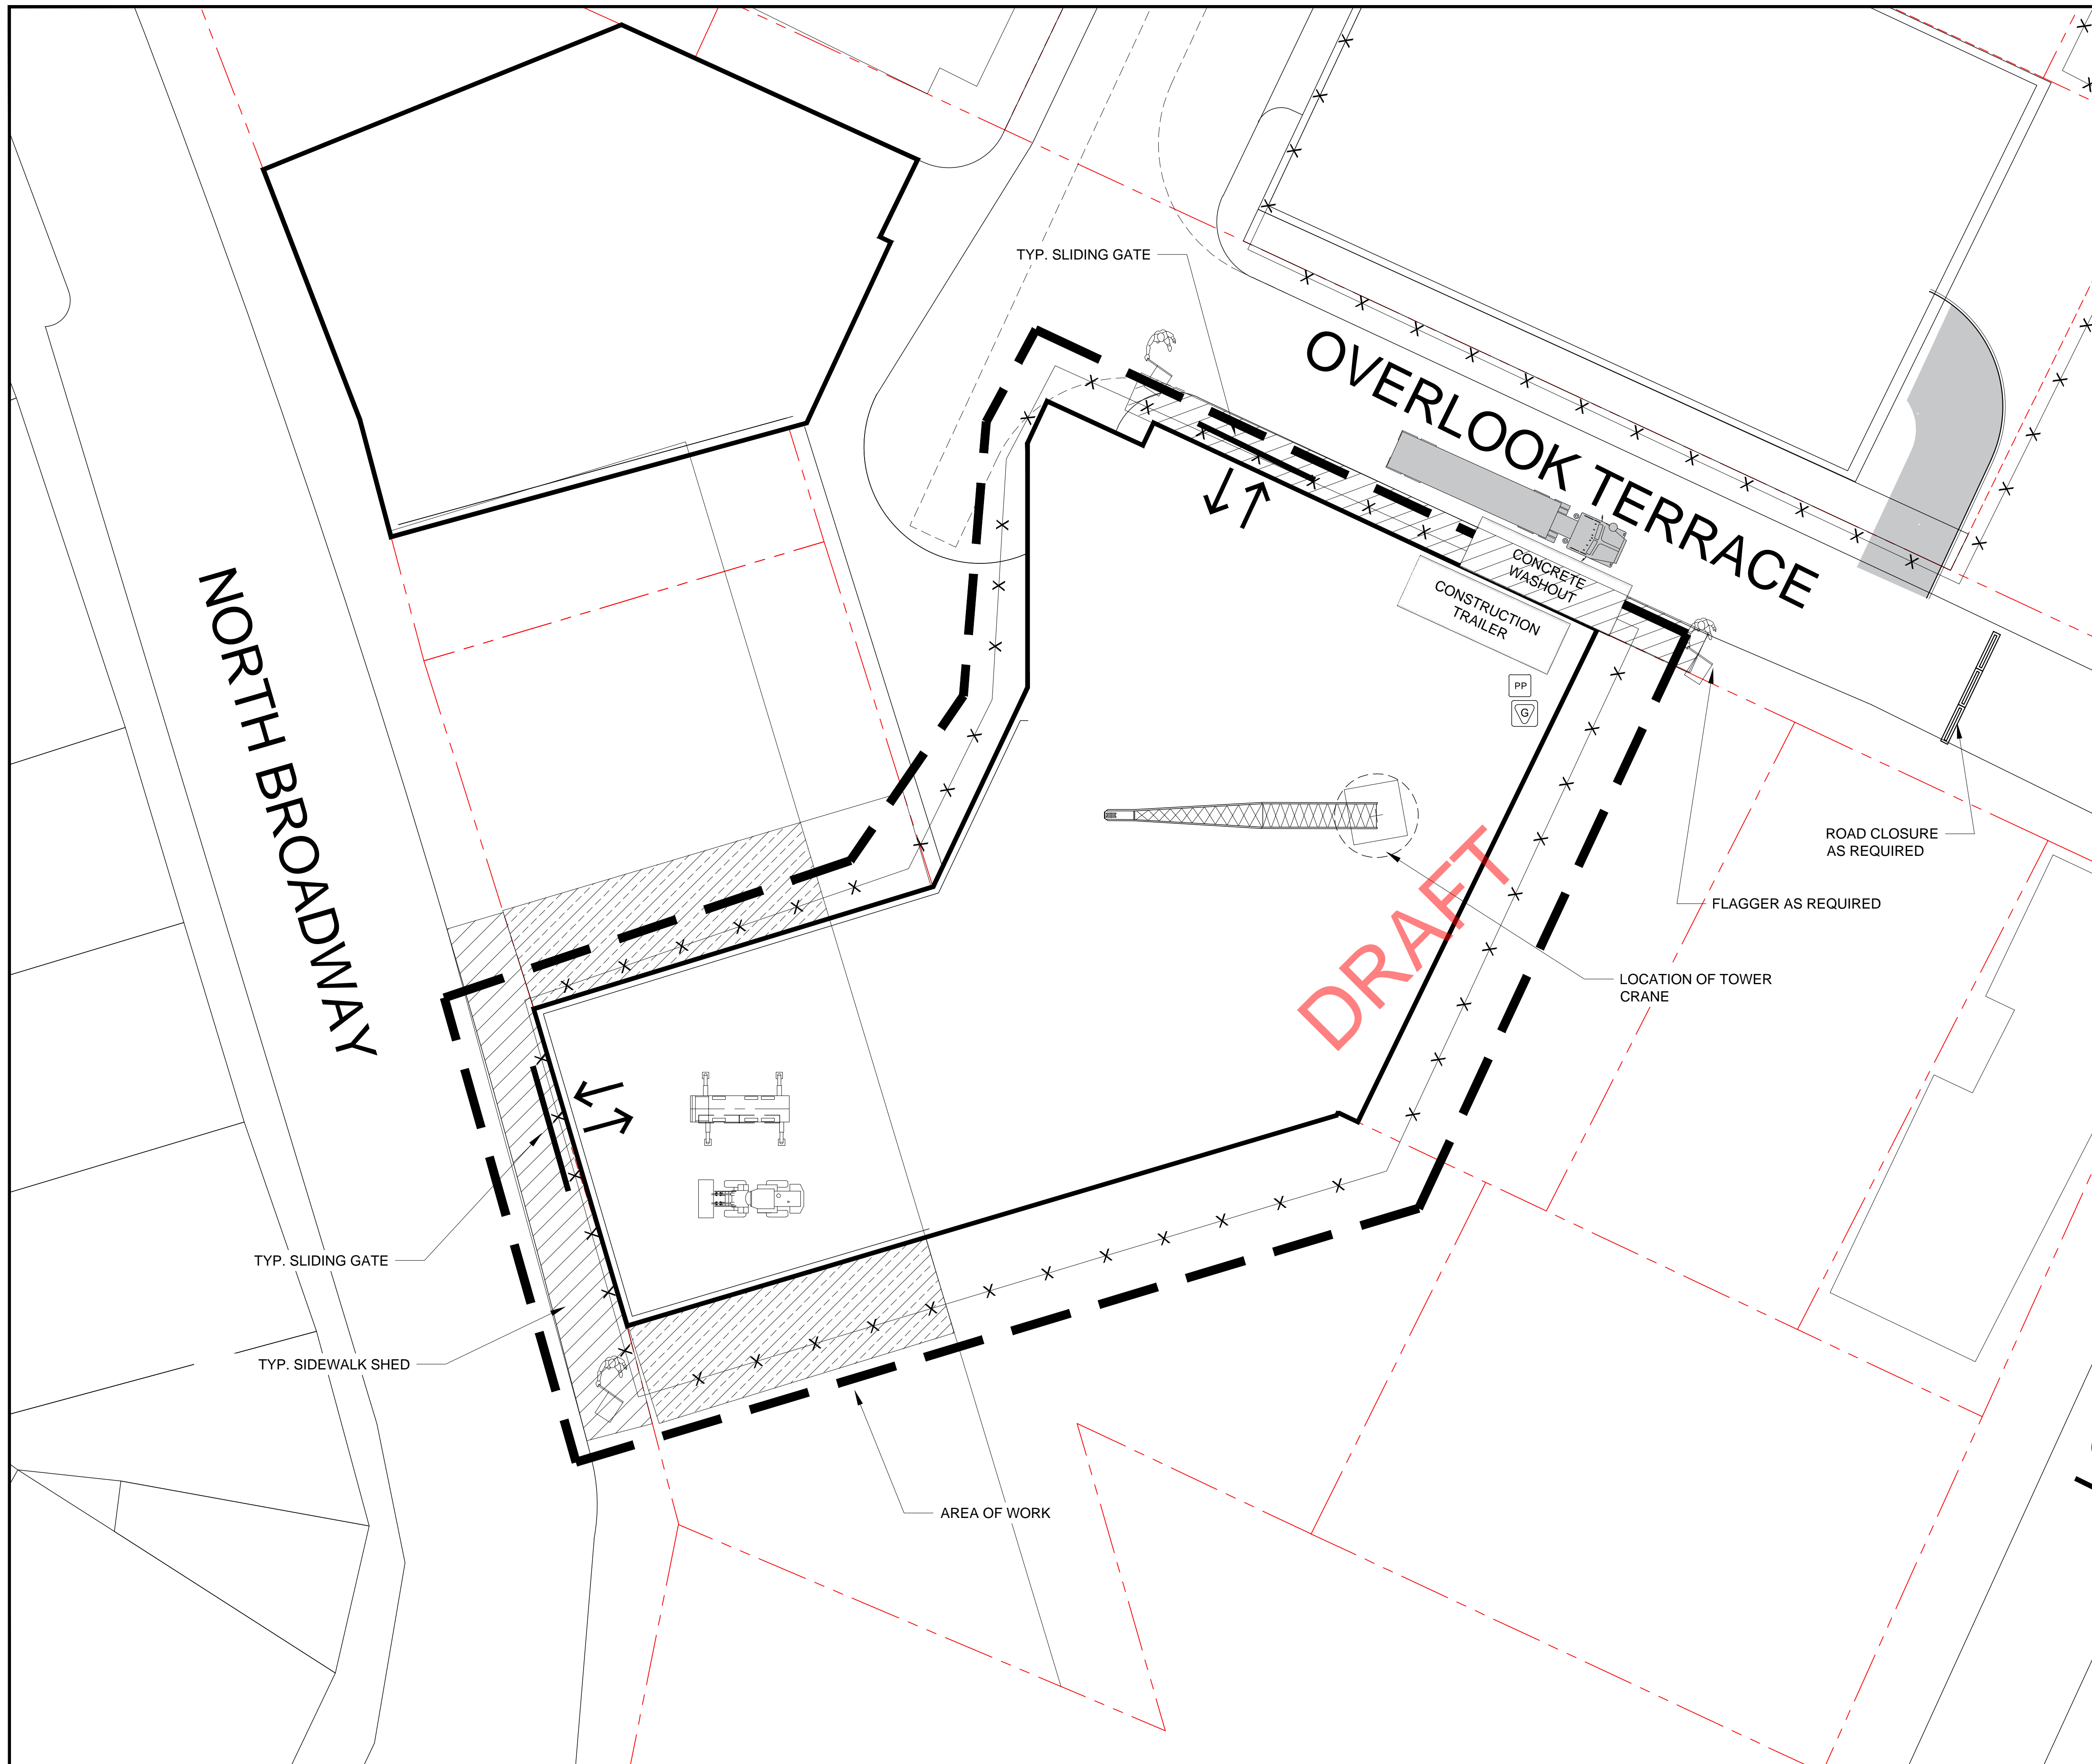 TYP. SLIDING GATE
OVERLOOK TERRACE
CONCRETE
WASHOUT
CONSTRUCTION
TRAILER
NORTH BROADWAY
PP
G
ROAD CLOSURE
AS REQUIRED
FLAGGER AS REQUIRED
DRAFT
LOCATION OF TOWER
CRANE
TYP. SLIDING GATE
TYP. SIDEWALK SHED
AREA OF WORK